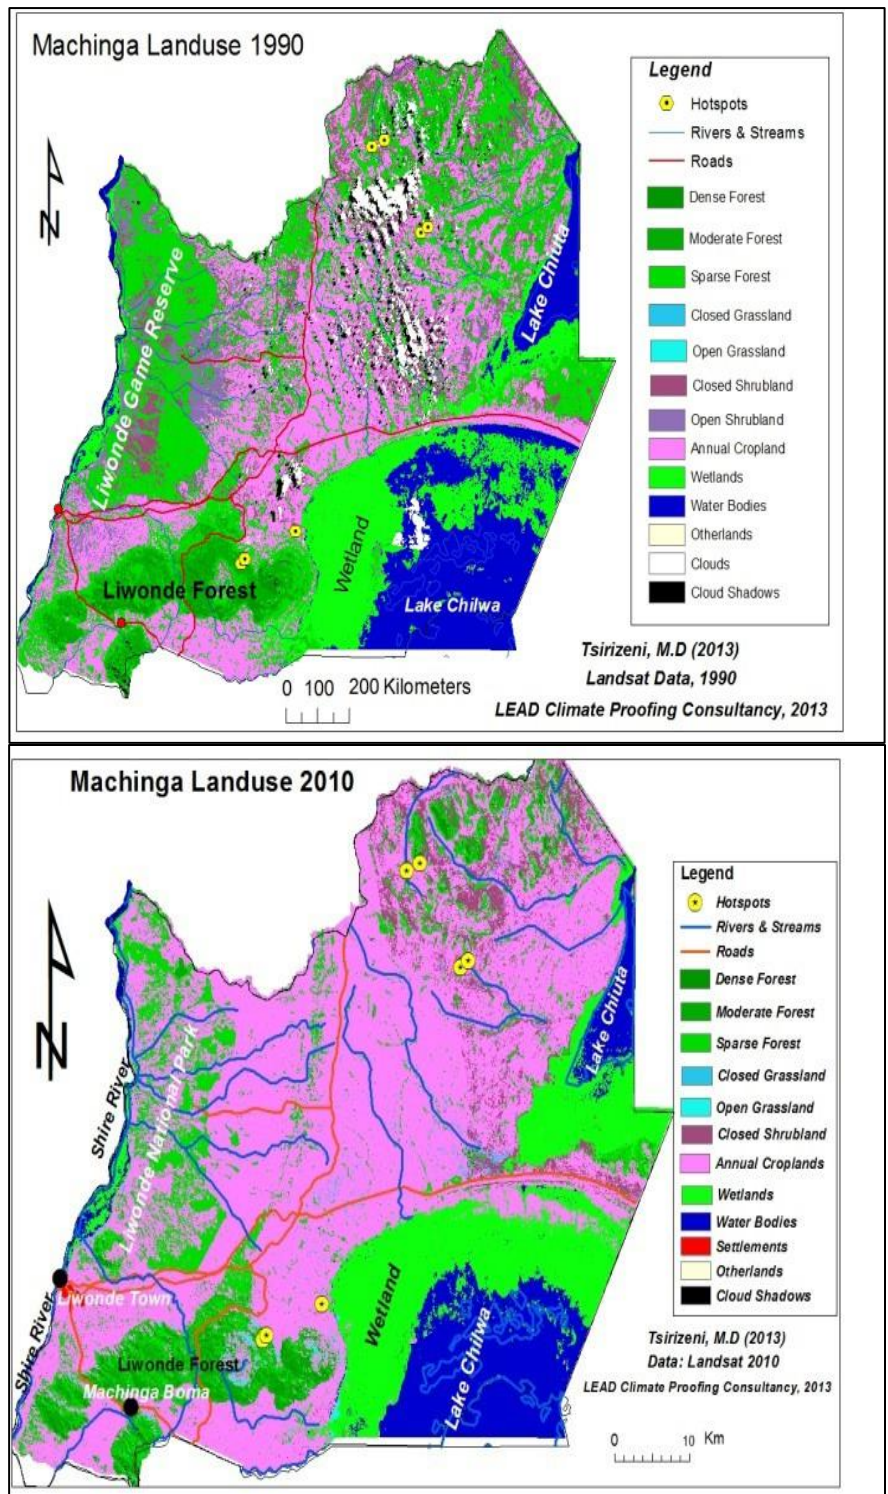 Machinga Landuse 1990
Legend
Hotspots
Rivers & Streams
Roads
Dense Forest
Moderate Forest
Sparse Forest
Closed Grassland
Open Grassland
Closed Shrubland
Open Shrubland
Annual Cropland
Wetlands
Water Bodies
Otherlands
Clouds
Cloud Shadows
N
Liwonde Game Reserve
Lake Chiuta
Wetland
Liwonde Forest
Lake Chilwa
0 100 200 Kilometers
Tsirizeni, M.D (2013)
Landsat Data, 1990
LEAD Climate Proofing Consultancy, 2013
Machinga Landuse 2010
Legend
Hotspots
Rivers & Streams
Roads
Dense Forest
Moderate Forest
Sparse Forest
Closed Grassland
Open Grassland
Closed Shrubland
Annual Croplands
Wetlands
Water Bodies
Settlements
Otherlands
Cloud Shadows
N
Shire River
Liwonde National Park
Lake Chiuta
Liwonde Town
Shire River
Wetland
Liwonde Forest
Machinga Boma
Lake Chilwa
Tsirizeni, M.D (2013)
Data: Landsat 2010
LEAD Climate Proofing Consultancy, 2013
0 10 Km